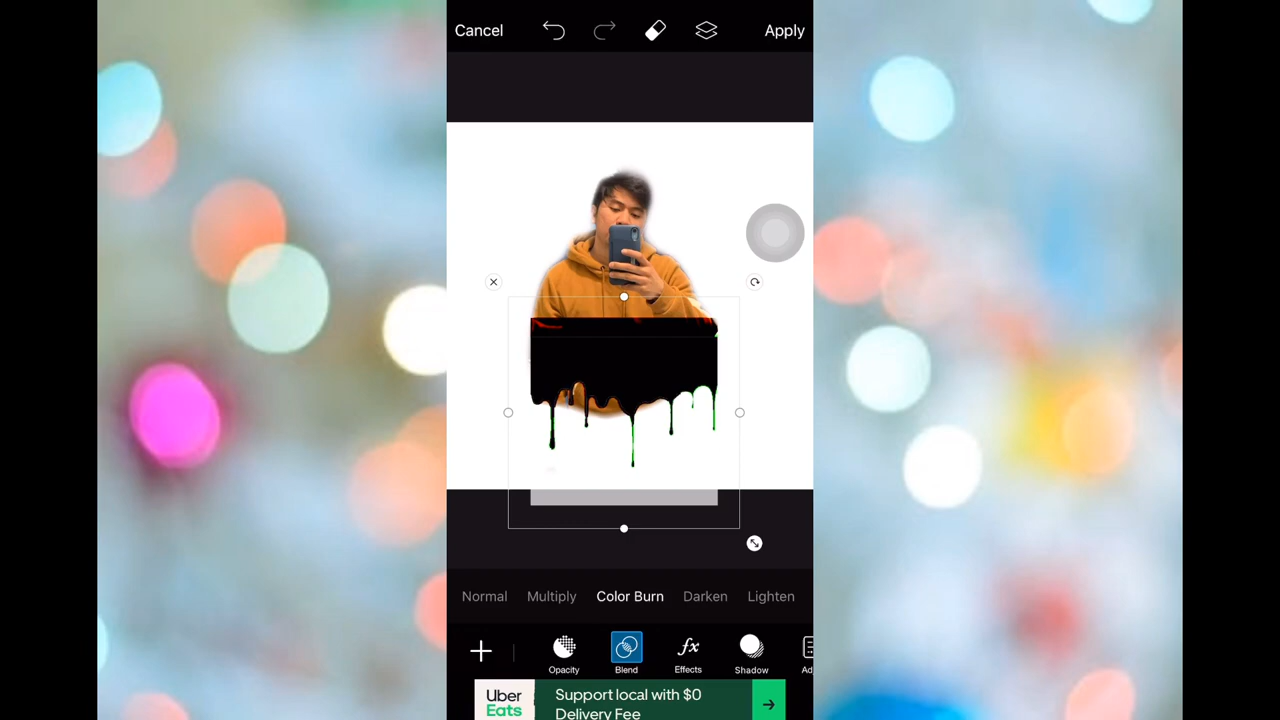 Cancel
Apply
Normal
Multiply
Color Burn
Darken
Lighten
Opacity
Blend
fx
Effects
Shadow
Ad
Uber
Eats
Support local with $0
Delivery Fee